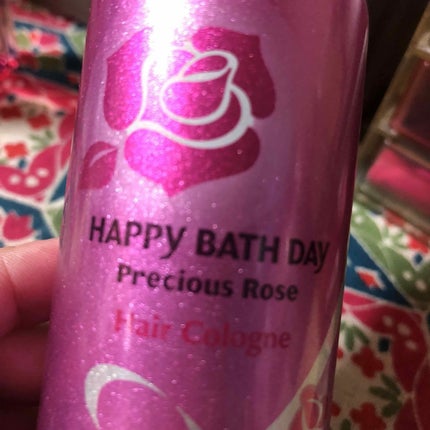 HAPPY BATH DAY
Precious Rose
Hair Cologne